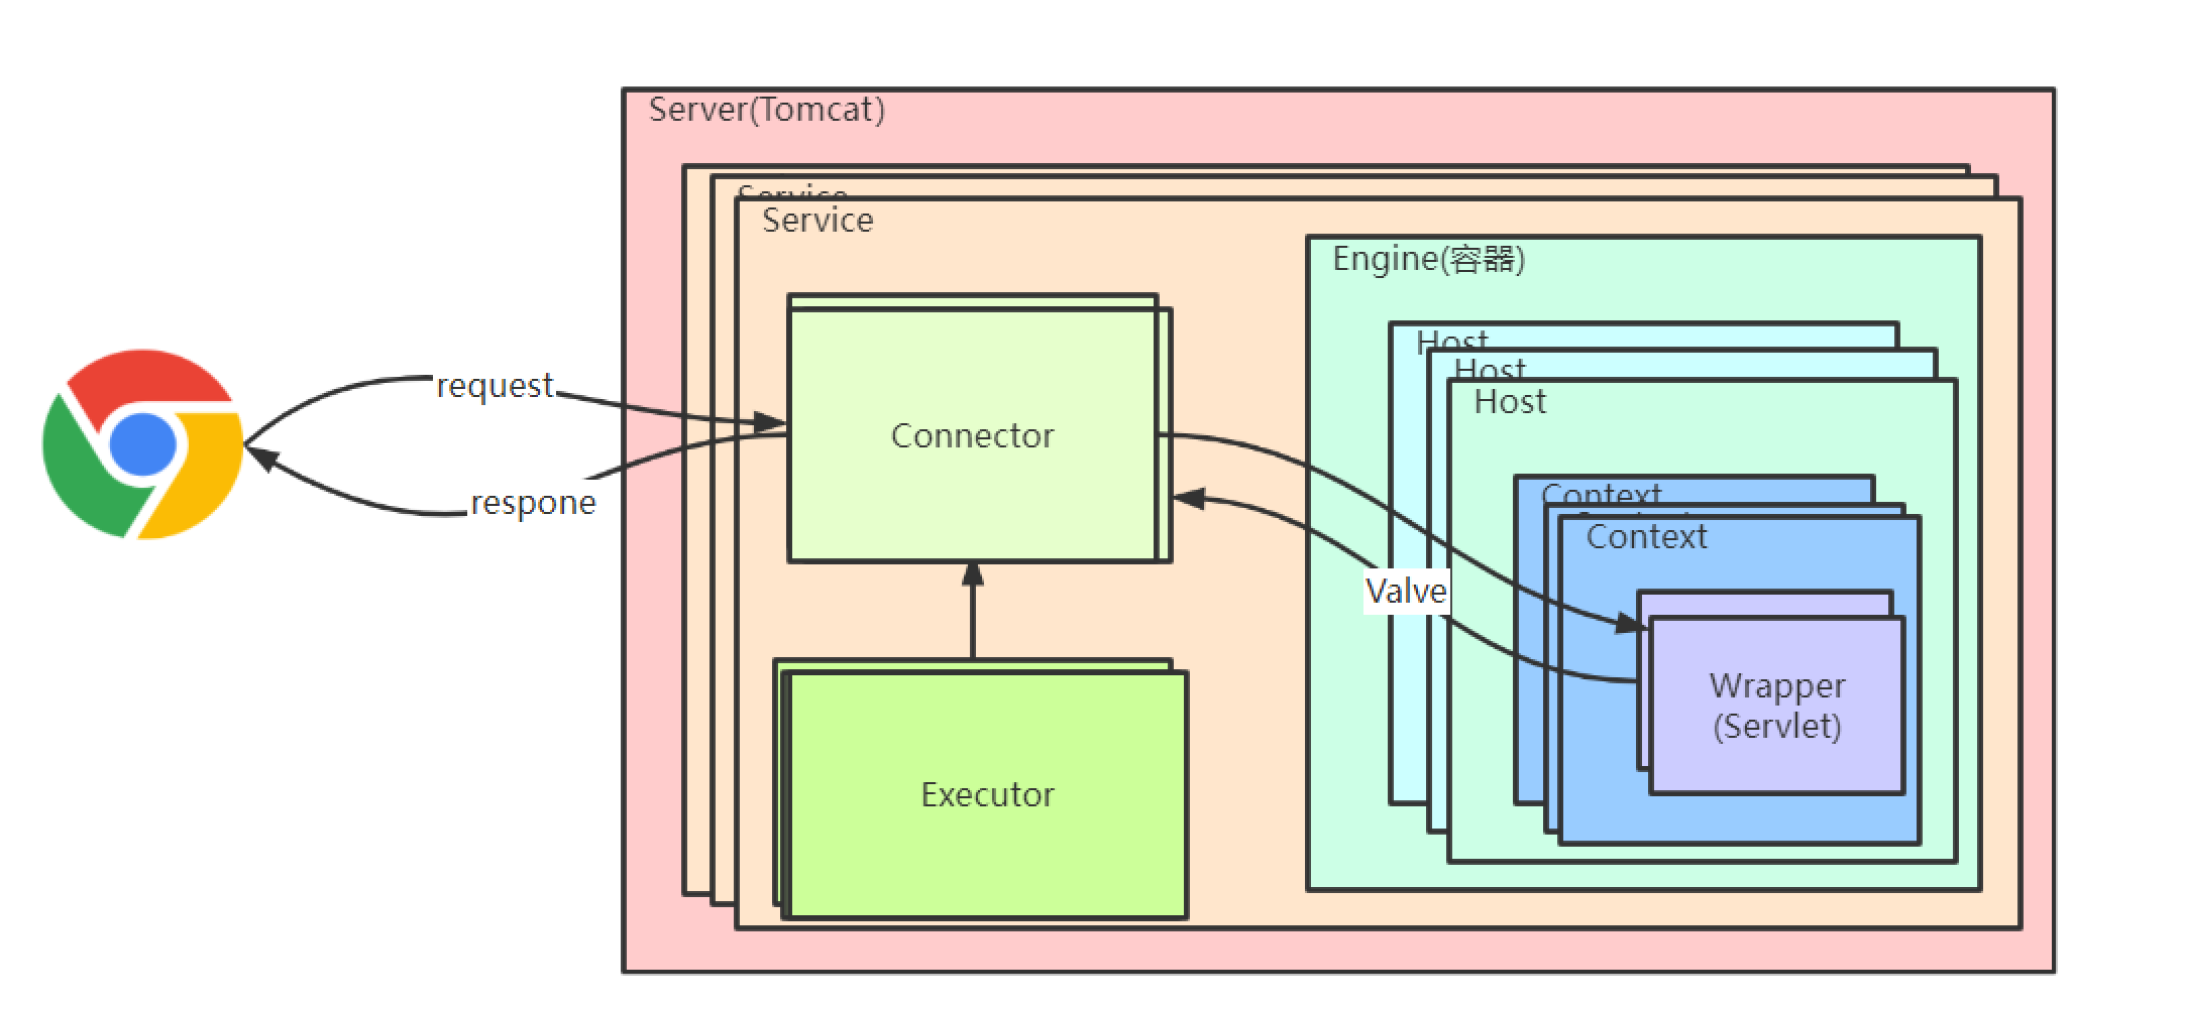 Server(Tomcat)
Service
Service
Engine(容器)
Host
Host
Host
request
Connector
respone
Context
Context
Valve
Wrapper
(Servlet)
Executor